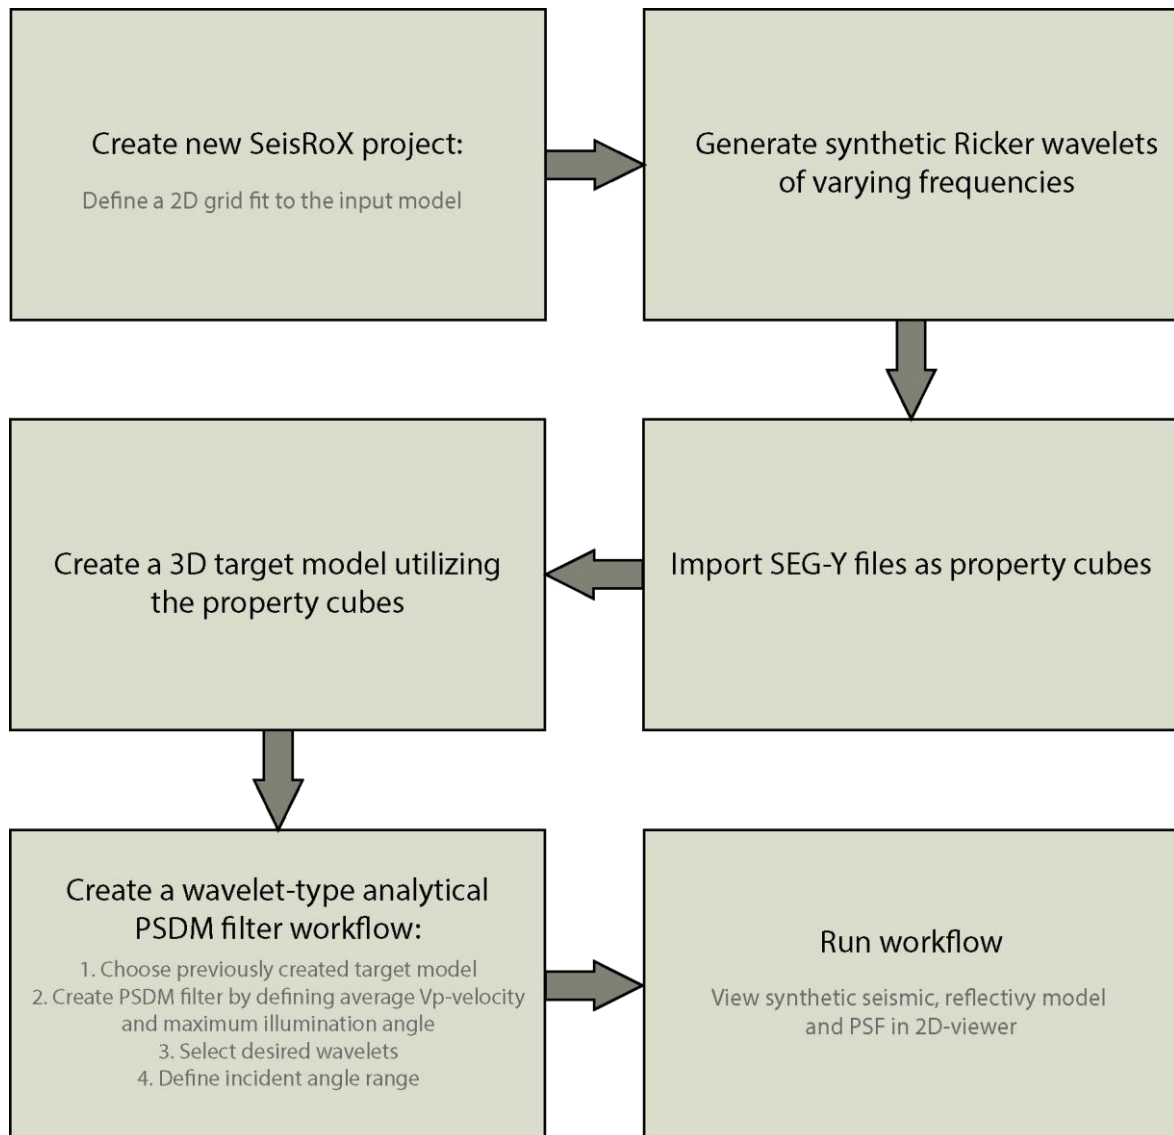 Create new SeisRoX project:
Define a 2D grid fit to the input model
Generate synthetic Ricker wavelets
of varying frequencies
Import SEG-Y files as property cubes
Create a 3D target model utilizing
the property cubes
Create a wavelet-type analytical
PSDM filter workflow:
1. Choose previously created target model
2. Create PSDM filter by defining average Vp-velocity
and maximum illumination angle
3. Select desired wavelets
4. Define incident angle range
Run workflow
View synthetic seismic, reflectivy model
and PSF in 2D-viewer